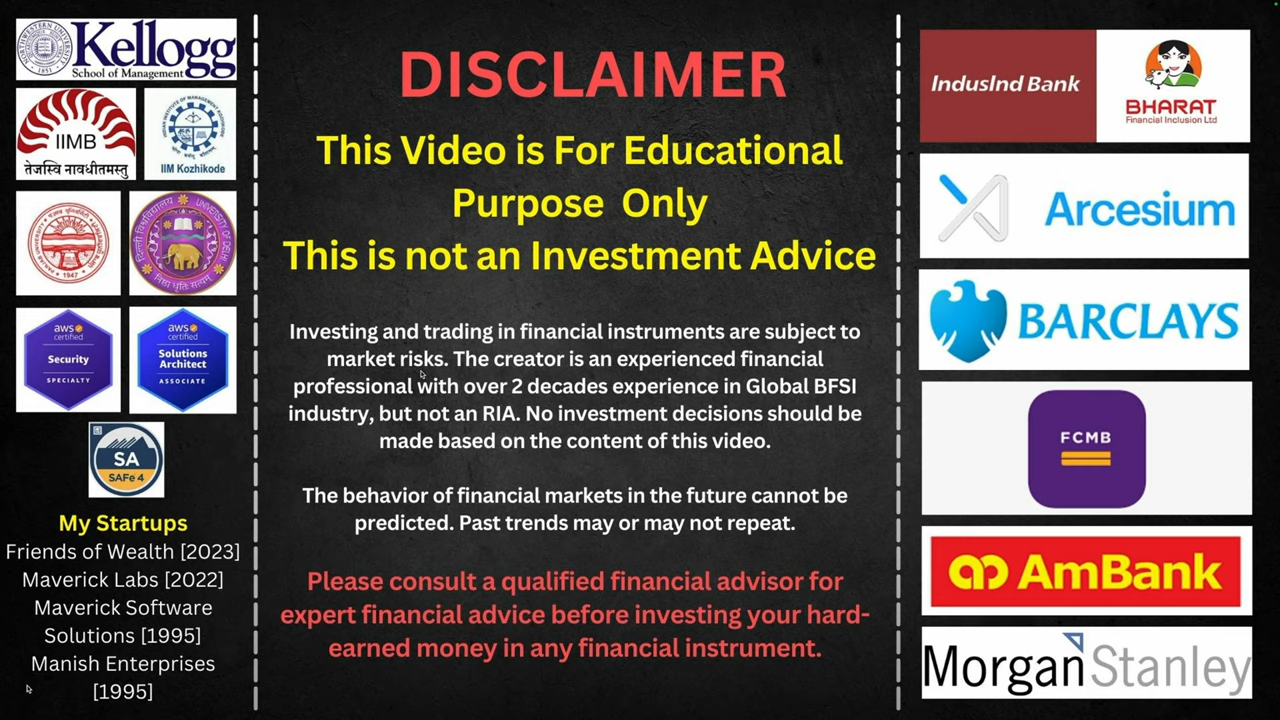 Kellogg
School of Management
NORTHWESTERN UNIVERSITY
1851
IIMB
तेजस्वि नावधीतमस्तु
IIM Kozhikode
1947
UNIVERSITY OF DELHI
aws
certified
Security
SPECIALTY
aws
certified
Solutions
Architect
ASSOCIATE
SA
SAFe 4
My Startups
Friends of Wealth [2023]
Maverick Labs [2022]
Maverick Software
Solutions [1995]
Manish Enterprises
[1995]
DISCLAIMER
This Video is For Educational
Purpose Only
This is not an Investment Advice
Investing and trading in financial instruments are subject to
market risks. The creator is an experienced financial
professional with over 2 decades experience in Global BFSI
industry, but not an RIA. No investment decisions should be
made based on the content of this video.
The behavior of financial markets in the future cannot be
predicted. Past trends may or may not repeat.
Please consult a qualified financial advisor for
expert financial advice before investing your hard-
earned money in any financial instrument.
IndusInd Bank
BHARAT
Financial Inclusion Ltd
Arcesium
BARCLAYS
FCMB
AmBank
Morgan Stanley